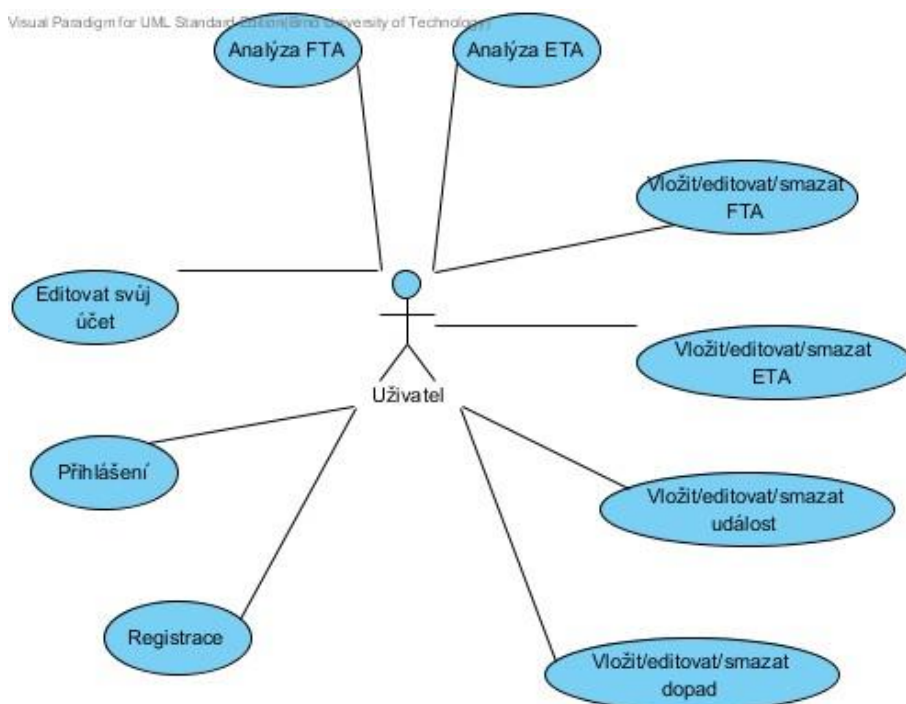 Visual Paradigm for UML Standard Edition(Brno University of Technology)
Analýza FTA
Analýza ETA
Vložit/editovat/smazat
FTA
Editovat svůj
účet
Vložit/editovat/smazat
ETA
Uživatel
Přihlášení
Vložit/editovat/smazat
událost
Registrace
Vložit/editovat/smazat
dopad